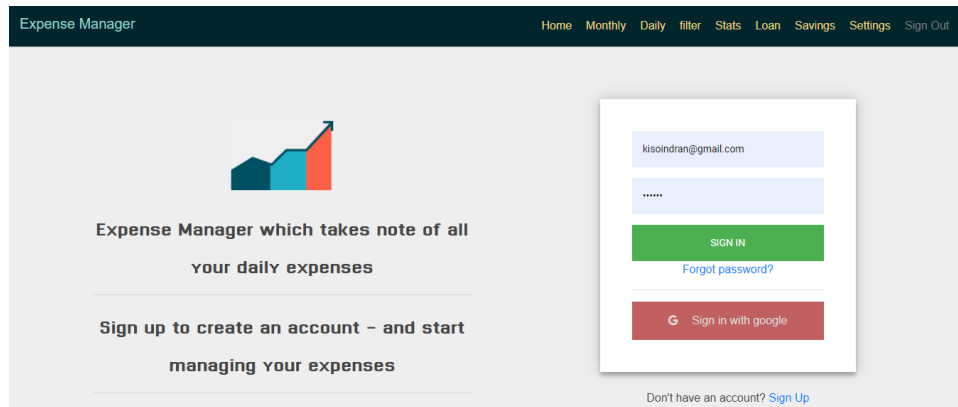 Expense Manager
Home Monthly Daily filter Stats Loan Savings Settings Sign Out
Expense Manager which takes note of all
your daily expenses
Sign up to create an account - and start
managing your expenses
kisoindran@gmail.com
••••••
SIGN IN
Forgot password?
G Sign in with google
Don't have an account? Sign Up